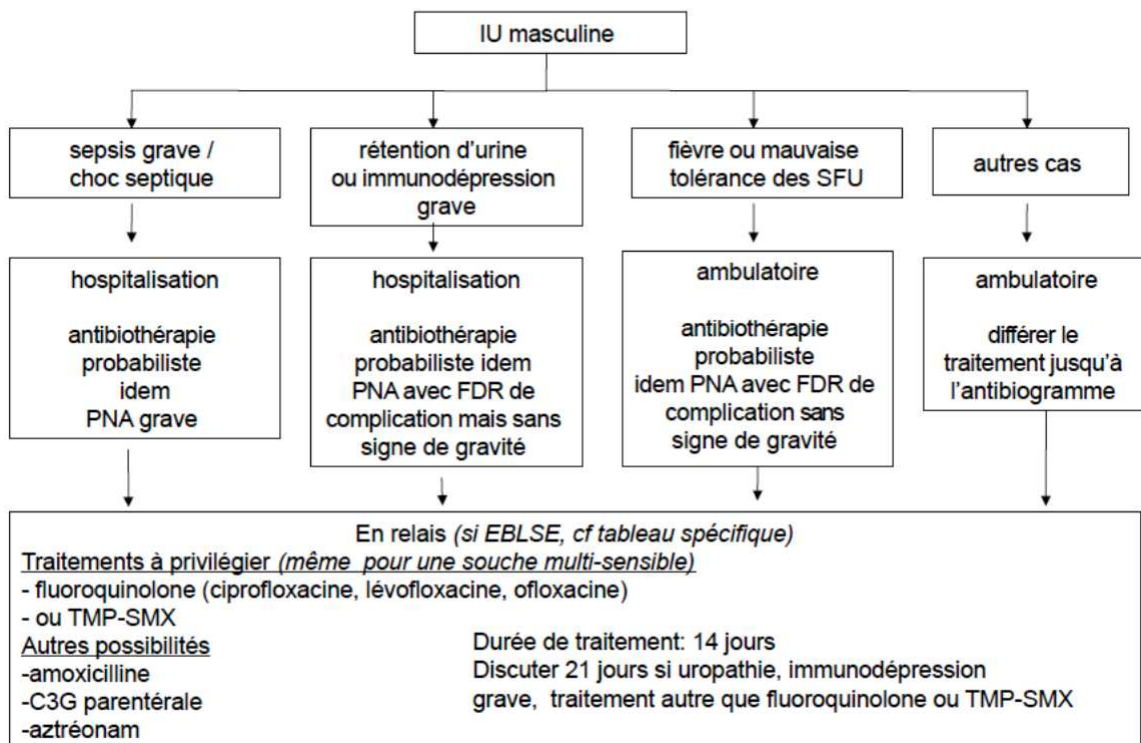 IU masculine
sepsis grave /
choc septique
rétention d'urine
ou immunodépression
grave
fièvre ou mauvaise
tolérance des SFU
autres cas
hospitalisation
antibiothérapie
probabiliste
idem
PNA grave
hospitalisation
antibiothérapie
probabiliste idem
PNA avec FDR de
complication mais sans
signe de gravité
ambulatoire
antibiothérapie
probabiliste
idem PNA avec FDR de
complication sans
signe de gravité
ambulatoire
différer le
traitement jusqu'à
l'antibiogramme
En relais (si EBLSE, cf tableau spécifique)
Traitements à privilégier (même pour une souche multi-sensible)
- fluoroquinolone (ciprofloxacine, lévofloxacine, ofloxacine)
- ou TMP-SMX
Autres possibilités
-amoxicilline
-C3G parentérale
-aztréonam
Durée de traitement: 14 jours
Discuter 21 jours si uropathie, immunodépression
grave, traitement autre que fluoroquinolone ou TMP-SMX